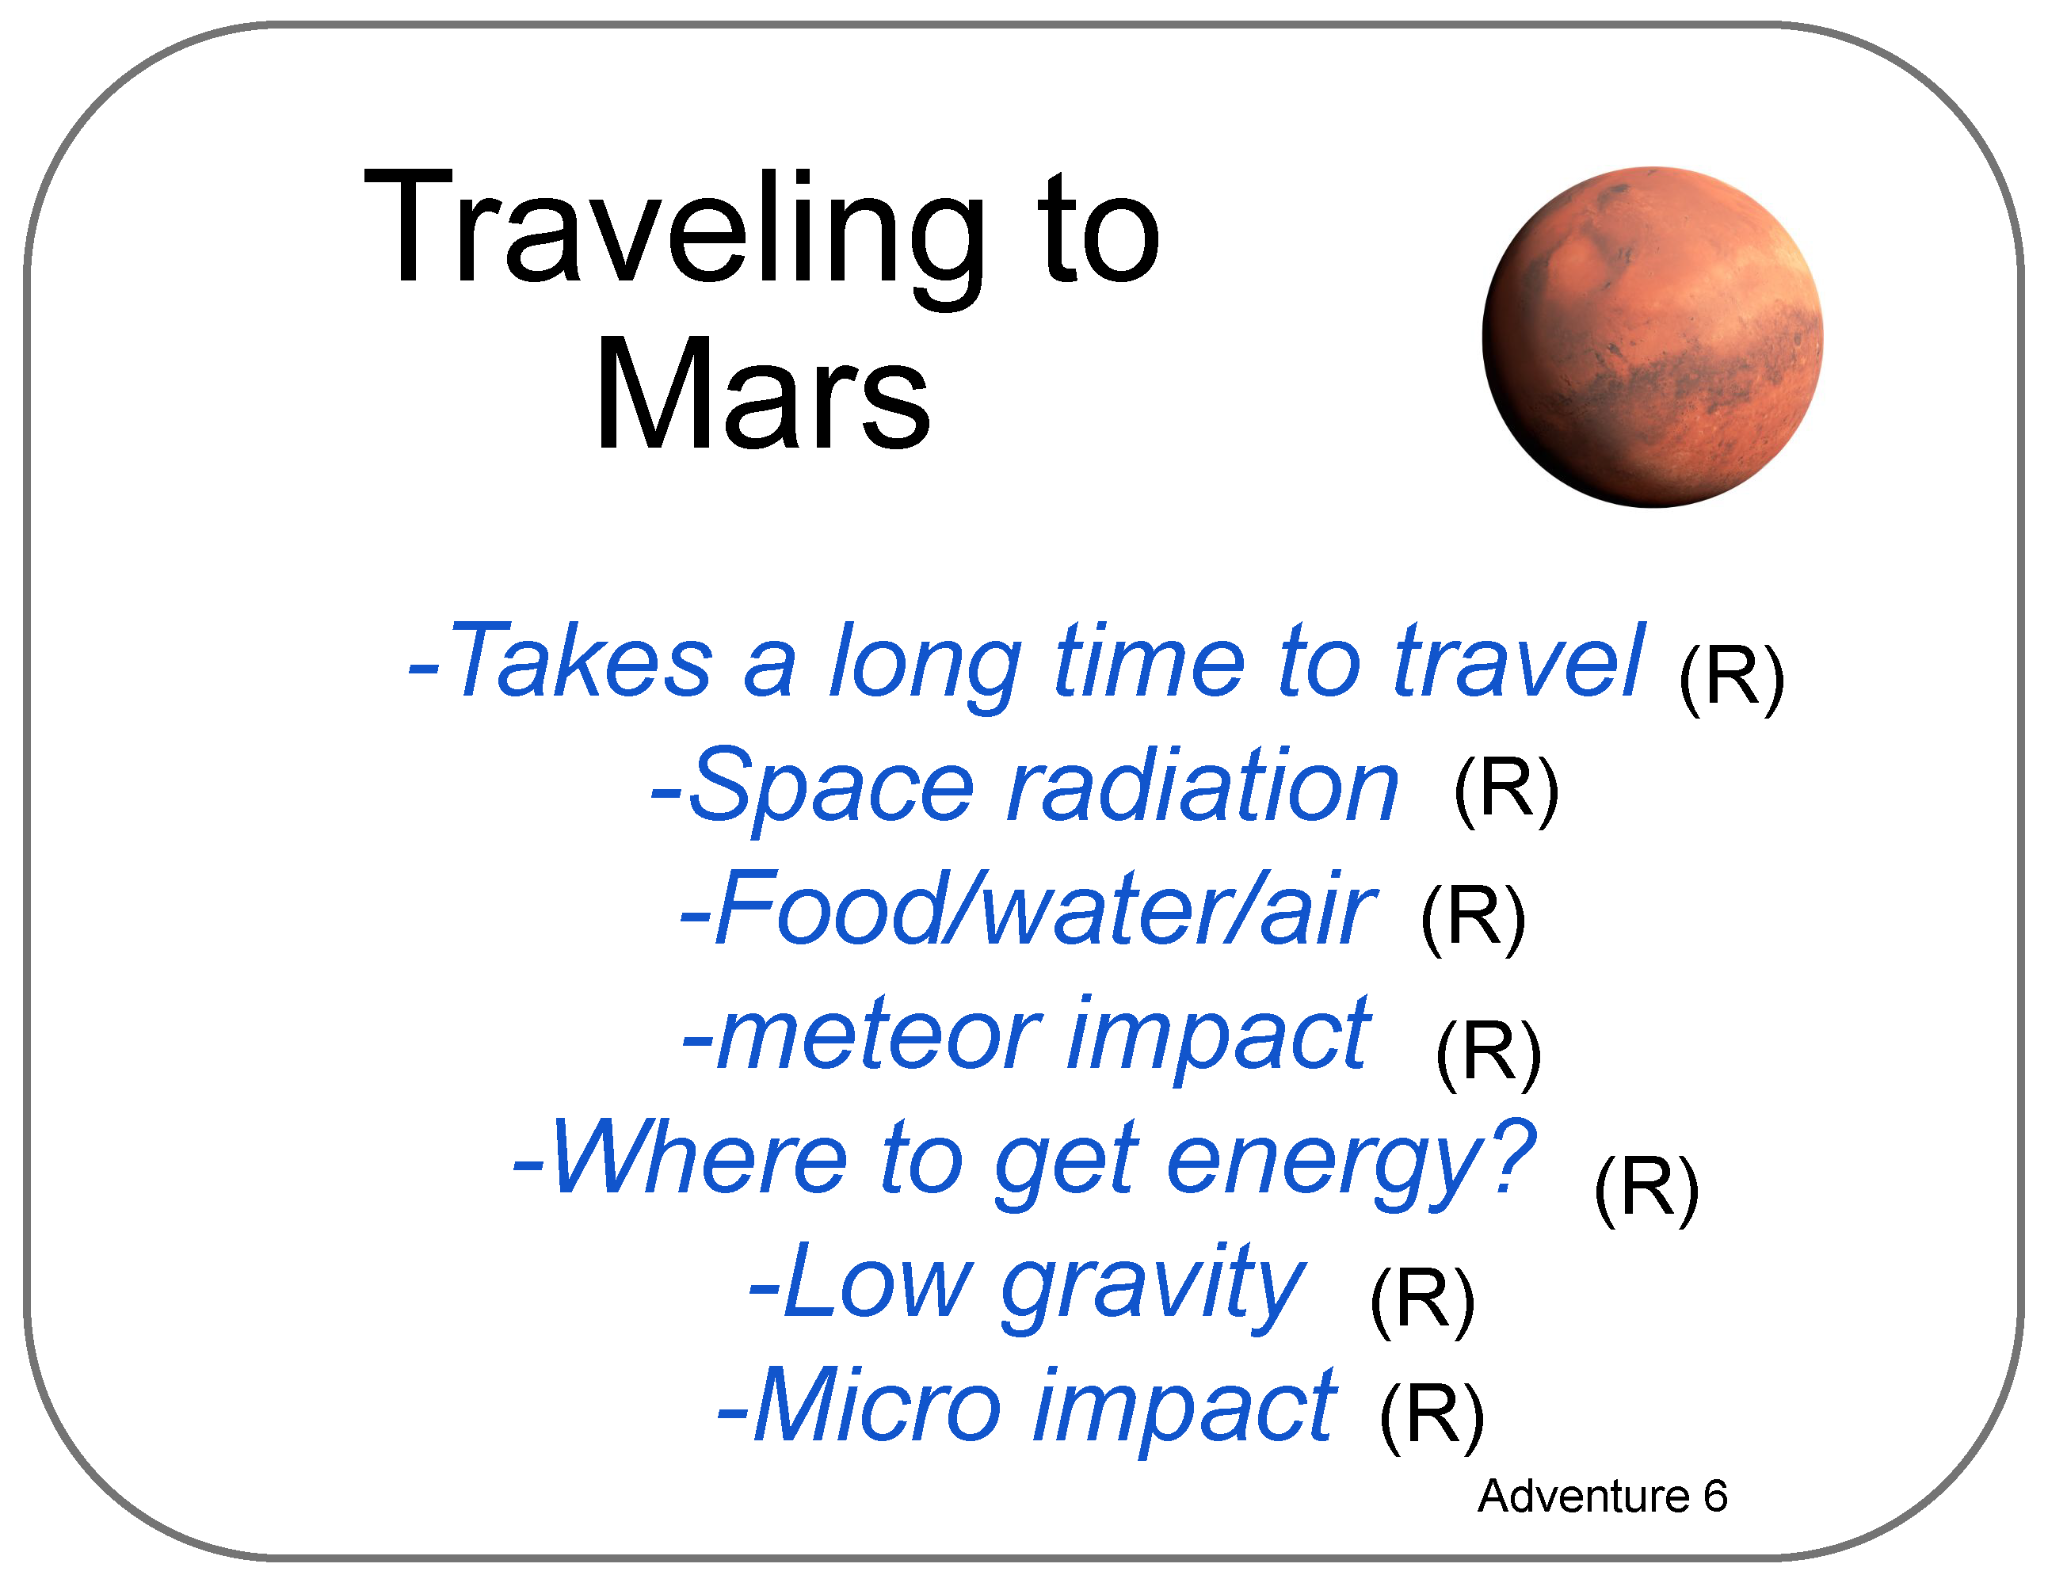 Traveling to
Mars
-Takes a long time to travel (R)
-Space radiation (R)
-Food/water/air (R)
-meteor impact (R)
-Where to get energy? (R)
-Low gravity (R)
-Micro impact (R)
Adventure 6